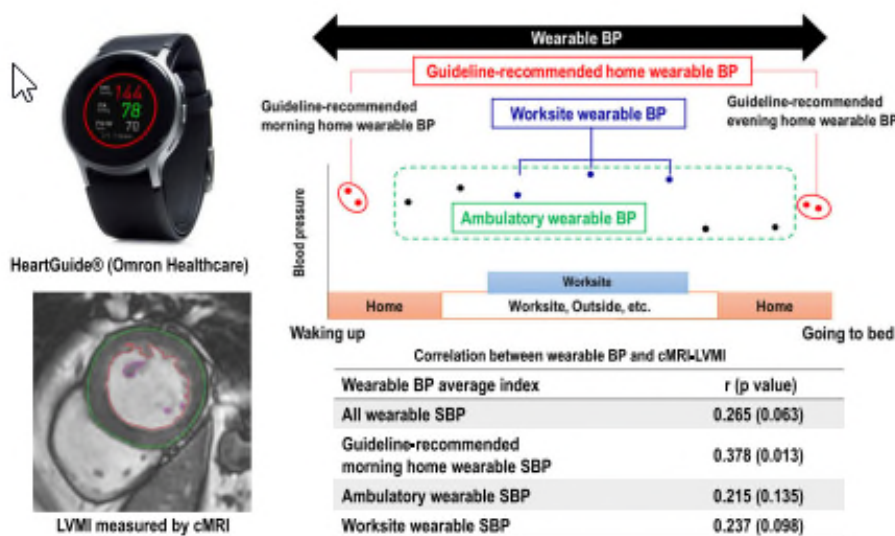 Wearable BP
Guideline-recommended home wearable BP
Guideline-recommended
morning home wearable BP
Worksite wearable BP
Guideline-recommended
evening home wearable BP
144
78
70
Blood pressure
Ambulatory wearable BP
HeartGuide® (Omron Healthcare)
Worksite
Home
Worksite, Outside, etc.
Home
Waking up
Going to bed
Correlation between wearable BP and cMRI-LVMI
Wearable BP average index r (p value)
All wearable SBP 0.265 (0.063)
Guideline-recommended
morning home wearable SBP 0.378 (0.013)
Ambulatory wearable SBP 0.215 (0.135)
Worksite wearable SBP 0.237 (0.098)
LVMI measured by cMRI